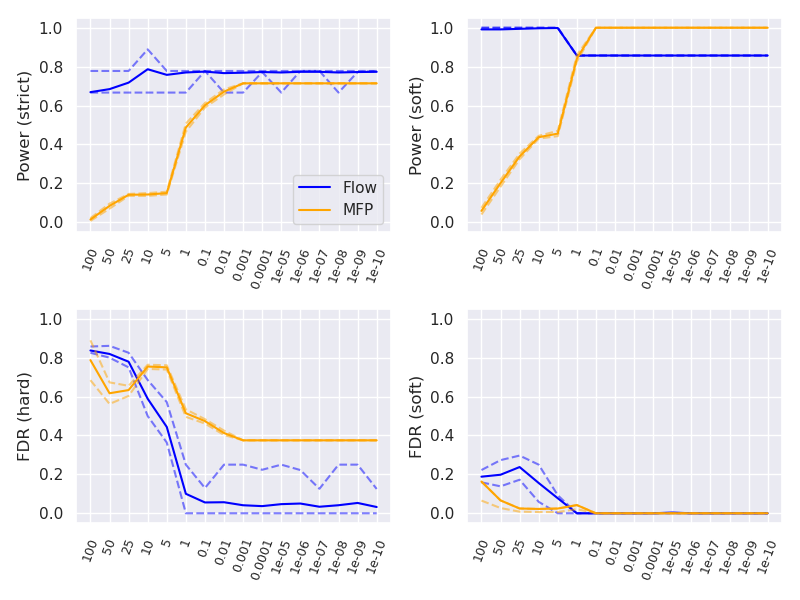 Power (strict)
1.0
0.8
0.6
0.4
0.2
0.0
Flow
MFP
100
50
25
10
5
1
0.1
0.01
0.001
0.0001
1e-05
1e-06
1e-07
1e-08
1e-09
1e-10
Power (soft)
1.0
0.8
0.6
0.4
0.2
0.0
100
50
25
10
5
1
0.1
0.01
0.001
0.0001
1e-05
1e-06
1e-07
1e-08
1e-09
1e-10
FDR (hard)
1.0
0.8
0.6
0.4
0.2
0.0
100
50
25
10
5
1
0.1
0.01
0.001
0.0001
1e-05
1e-06
1e-07
1e-08
1e-09
1e-10
FDR (soft)
1.0
0.8
0.6
0.4
0.2
0.0
100
50
25
10
5
1
0.1
0.01
0.001
0.0001
1e-05
1e-06
1e-07
1e-08
1e-09
1e-10